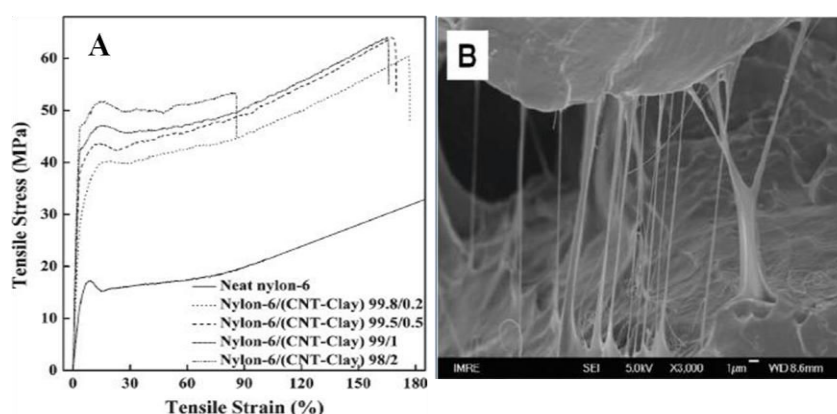 A
Tensile Stress (MPa)
60
50
40
30
20
10
0
Neat nylon-6
Nylon-6/(CNT-Clay) 99.8/0.2
Nylon-6/(CNT-Clay) 99.5/0.5
Nylon-6/(CNT-Clay) 99/1
Nylon-6/(CNT-Clay) 98/2
0 30 60 90 120 150 180
Tensile Strain (%)
B
IMRE SEI 5.0kV X3,000 1μm WD 8.6mm